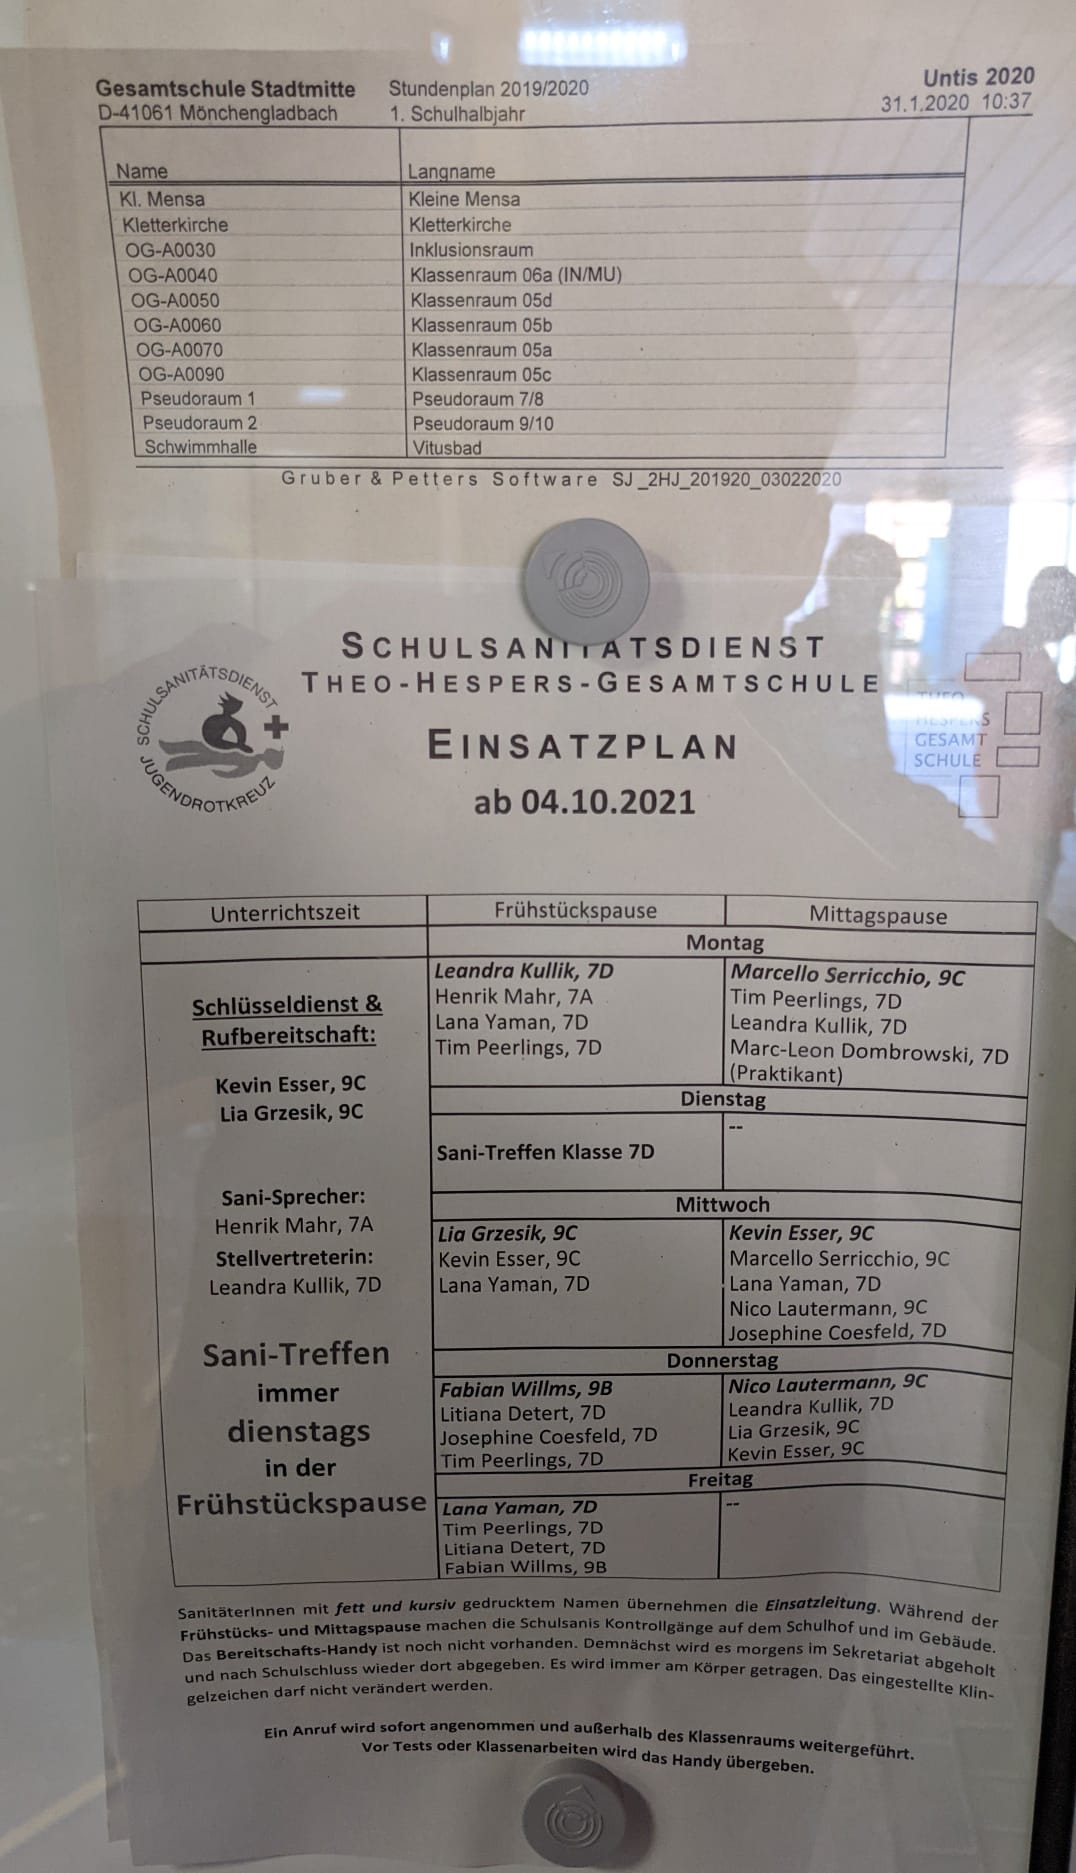 Gesamtschule Stadtmitte Stundenplan 2019/2020 Untis 2020
D-41061 Mönchengladbach 1. Schulhalbjahr 31.1.2020 10:37
Name Langname
Kl. Mensa Kleine Mensa
Kletterkirche Kletterkirche
OG-A0030 Inklusionsraum
OG-A0040 Klassenraum 06a (IN/MU)
OG-A0050 Klassenraum 05d
OG-A0060 Klassenraum 05b
OG-A0070 Klassenraum 05a
OG-A0090 Klassenraum 05c
Pseudoraum 1 Pseudoraum 7/8
Pseudoraum 2 Pseudoraum 9/10
Schwimmhalle Vitusbad
Gruber & Petters Software SJ_2HJ_201920_03022020
SCHULSANITÄTSDIENST
THEO-HESPERS-GESAMTSCHULE
EINSATZPLAN
ab 04.10.2021
SCHULSANITÄTSDIENST
JUGENDROTKREUZ
THEO
HESPERS
GESAMT
SCHULE
Unterrichtszeit Frühstückspause Mittagspause
Montag
Schlüsseldienst &
Rufbereitschaft:
Kevin Esser, 9C
Lia Grzesik, 9C
Sani-Sprecher:
Henrik Mahr, 7A
Stellvertreterin:
Leandra Kullik, 7D
Sani-Treffen
immer
dienstags
in der
Frühstückspause
Leandra Kullik, 7D
Henrik Mahr, 7A
Lana Yaman, 7D
Tim Peerlings, 7D
Marcello Serricchio, 9C
Tim Peerlings, 7D
Leandra Kullik, 7D
Marc-Leon Dombrowski, 7D
(Praktikant)
Dienstag
Sani-Treffen Klasse 7D
--
Mittwoch
Lia Grzesik, 9C
Kevin Esser, 9C
Lana Yaman, 7D
Kevin Esser, 9C
Marcello Serricchio, 9C
Lana Yaman, 7D
Nico Lautermann, 9C
Josephine Coesfeld, 7D
Donnerstag
Fabian Willms, 9B
Litiana Detert, 7D
Josephine Coesfeld, 7D
Tim Peerlings, 7D
Nico Lautermann, 9C
Leandra Kullik, 7D
Lia Grzesik, 9C
Kevin Esser, 9C
Freitag
Lana Yaman, 7D
Tim Peerlings, 7D
Litiana Detert, 7D
Fabian Willms, 9B
--
SanitäterInnen mit fett und kursiv gedrucktem Namen übernehmen die Einsatzleitung. Während der
Frühstücks- und Mittagspause machen die Schulsanis Kontrollgänge auf dem Schulhof und im Gebäude.
Das Bereitschafts-Handy ist noch nicht vorhanden. Demnächst wird es morgens im Sekretariat abgeholt
und nach Schulschluss wieder dort abgegeben. Es wird immer am Körper getragen. Das eingestellte Klin-
gelzeichen darf nicht verändert werden.
Ein Anruf wird sofort angenommen und außerhalb des Klassenraums weitergeführt.
Vor Tests oder Klassenarbeiten wird das Handy übergeben.